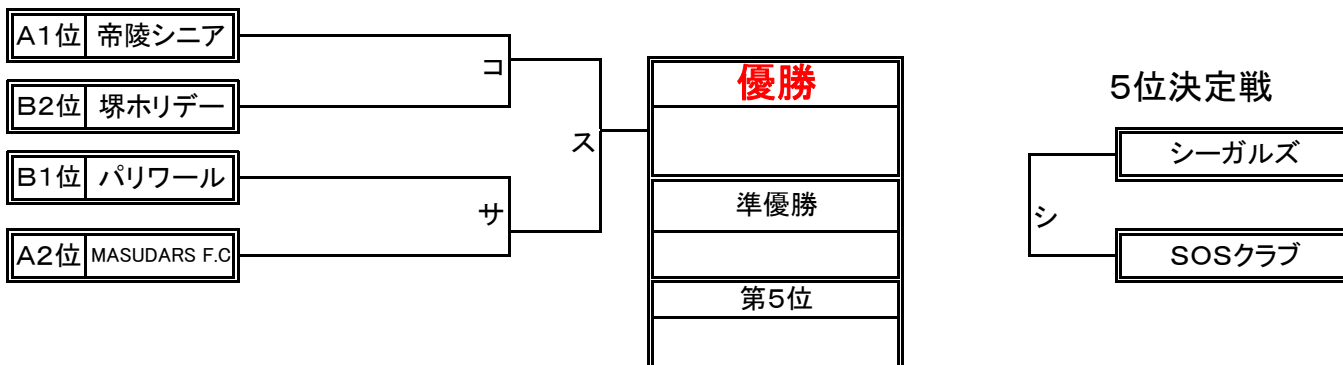 A1位 帝陵シニア
コ
B2位 堺ホリデー
ス
B1位 パリワール
サ
A2位 MASUDARS F.C
優勝
準優勝
第5位
5位決定戦
シーガルズ
シ
SOSクラブ